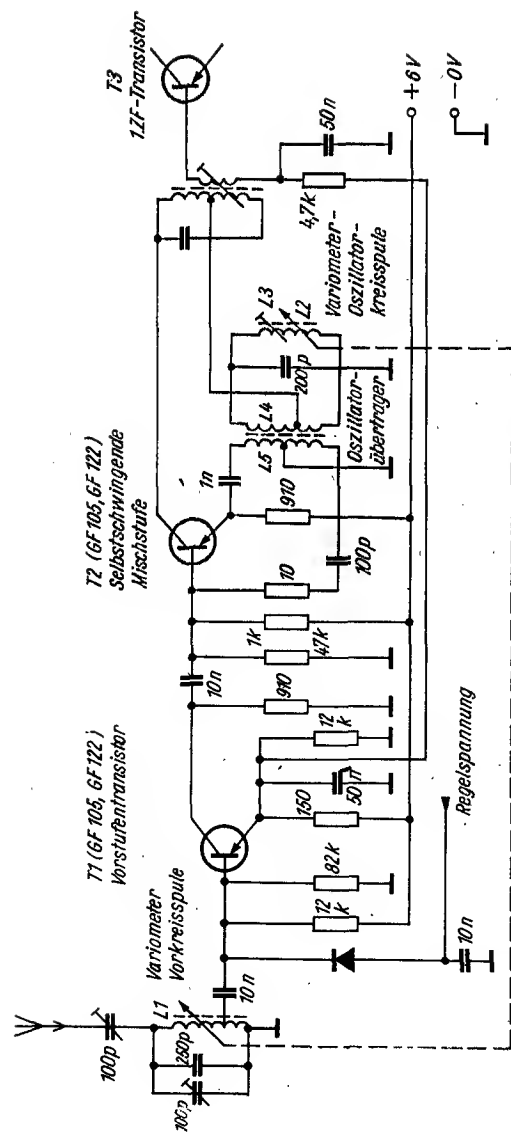 100p
100p
250p
L1
Variometer
Vorkreisspule
10n
T1 (GF 105, GF 122)
Vorstufentransistor
12
k
82k
150
50n
12
k
10n
Regelspannung
910
10n
47k
1k
10
100p
910
1n
T2 (GF 105, GF 122)
Selbstschwingende
Mischstufe
L5
L4
Oszillator-
übertrager
200p
L3
L2
Variometer-
Oszillator-
kreisspule
4,7k
50n
T3
1.ZF-Transistor
+6V
-0V